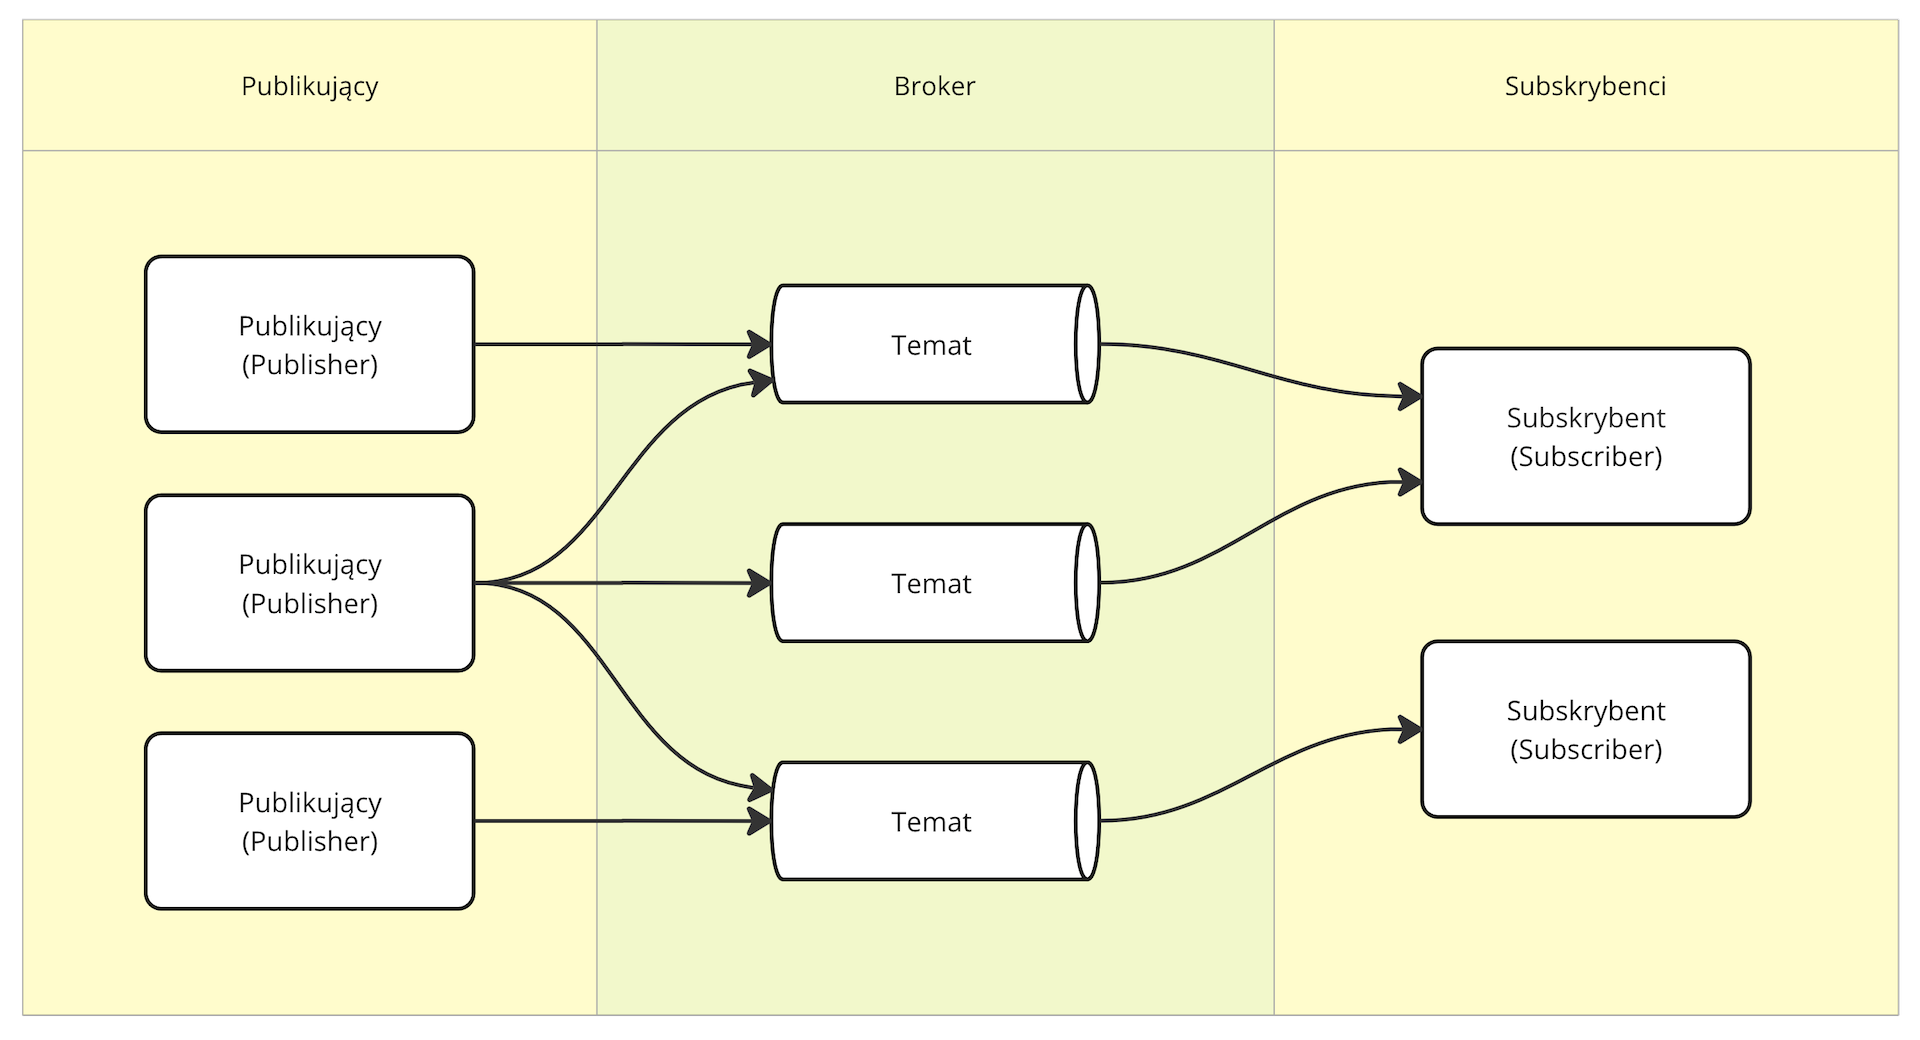 Publikujący
Broker
Subskrybenci
Publikujący
(Publisher)
Temat
Subskrybent
(Subscriber)
Publikujący
(Publisher)
Temat
Subskrybent
(Subscriber)
Publikujący
(Publisher)
Temat